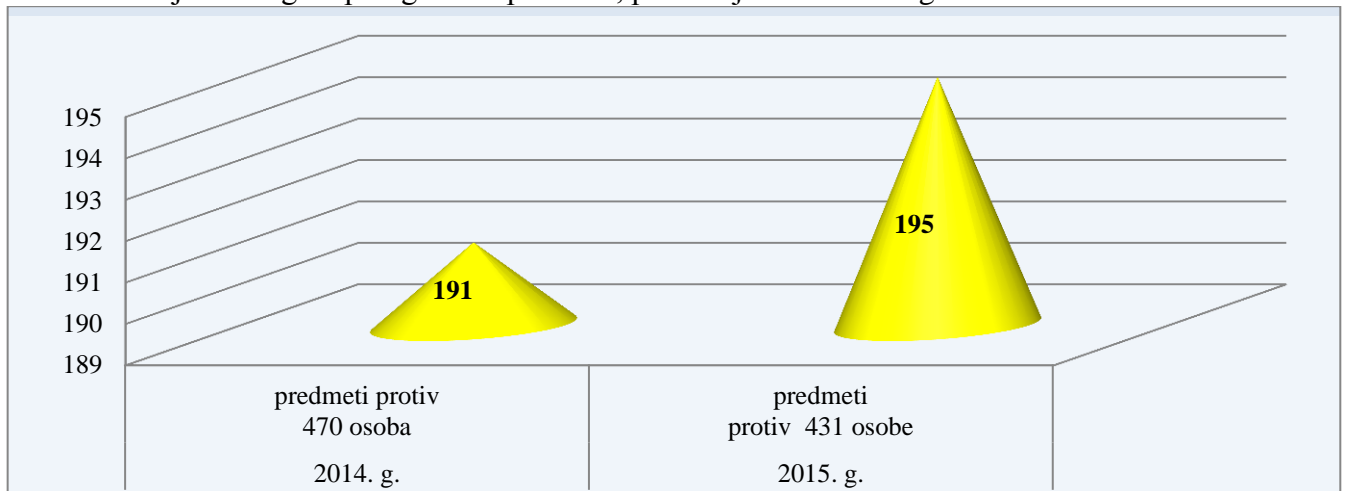 195
194
193
192
191
190
189
191
195
predmeti protiv
470 osoba
predmeti
protiv 431 osobe
2014. g.
2015. g.